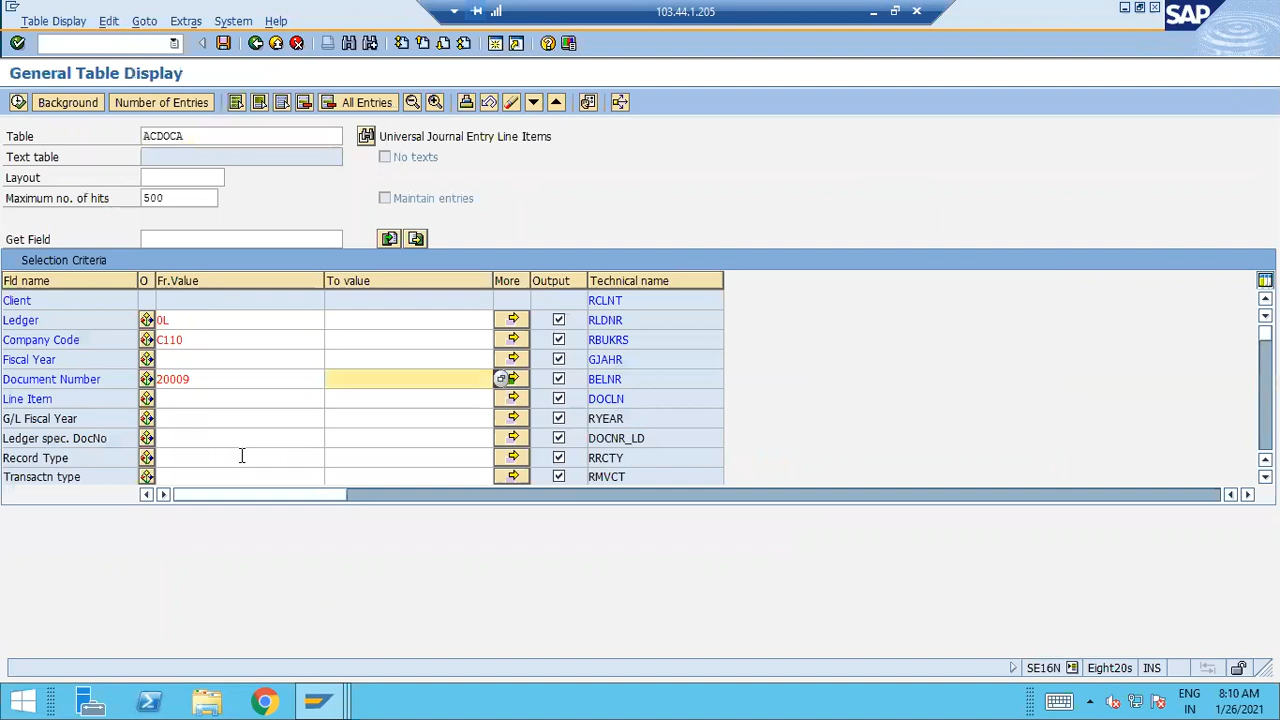 103.44.1.205
Table Display Edit Goto Extras System Help
SAP
General Table Display
Background Number of Entries All Entries
Table ACDOCA Universal Journal Entry Line Items
Text table No texts
Layout
Maximum no. of hits 500 Maintain entries
Get Field
Selection Criteria
Fld name O Fr.Value To value More Output Technical name
Client RCLNT
Ledger 0L RLDNR
Company Code C110 RBUKRS
Fiscal Year GJAHR
Document Number 20009 BELNR
Line Item DOCLN
G/L Fiscal Year RYEAR
Ledger spec. DocNo DOCNR_LD
Record Type RRCTY
Transactn type RMVCT
SE16N Eight20s INS
ENG 8:10 AM
IN 1/26/2021